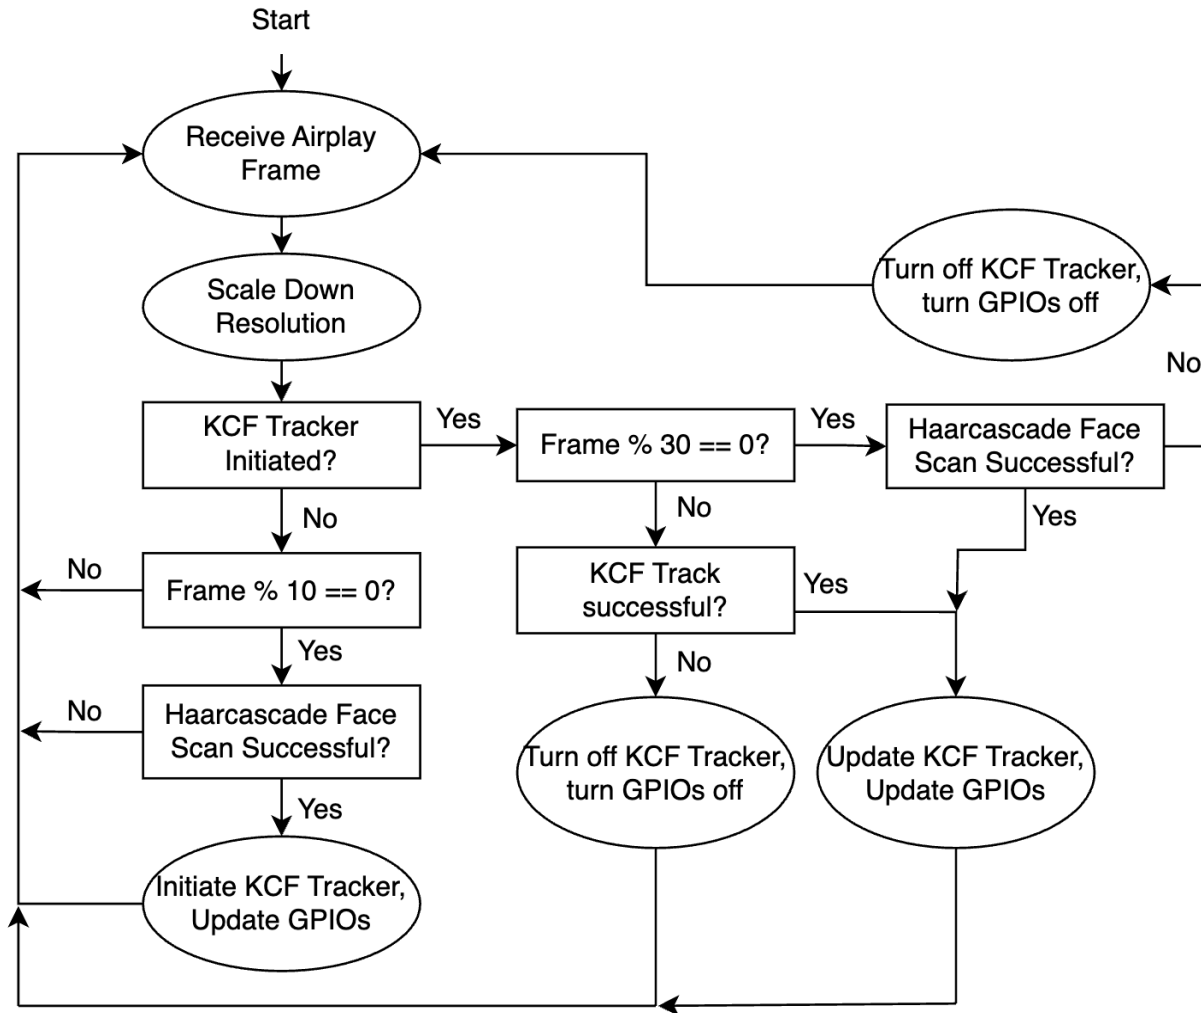 Start
Receive Airplay
Frame
Scale Down
Resolution
Turn off KCF Tracker,
turn GPIOs off
No
KCF Tracker
Initiated?
Yes
Frame % 30 == 0?
Yes
Haarcascade Face
Scan Successful?
No
No
Yes
No
Frame % 10 == 0?
KCF Track
successful?
Yes
Yes
No
No
Haarcascade Face
Scan Successful?
Turn off KCF Tracker,
turn GPIOs off
Update KCF Tracker,
Update GPIOs
Yes
Initiate KCF Tracker,
Update GPIOs